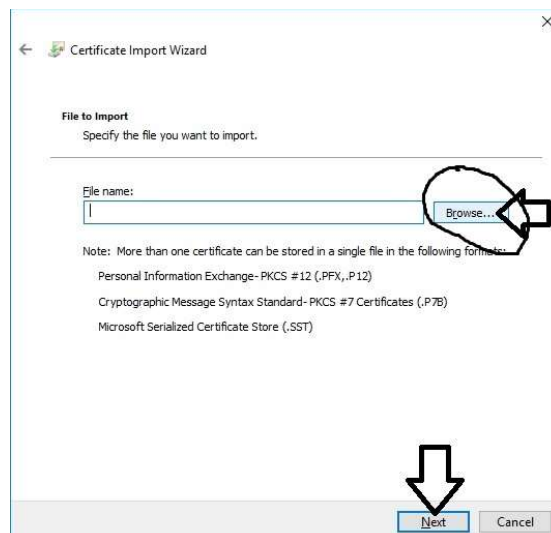 Certificate Import Wizard
File to Import
Specify the file you want to import.
File name:
Browse...
Note: More than one certificate can be stored in a single file in the following formats:
Personal Information Exchange- PKCS #12 (.PFX,.P12)
Cryptographic Message Syntax Standard- PKCS #7 Certificates (.P7B)
Microsoft Serialized Certificate Store (.SST)
Next
Cancel